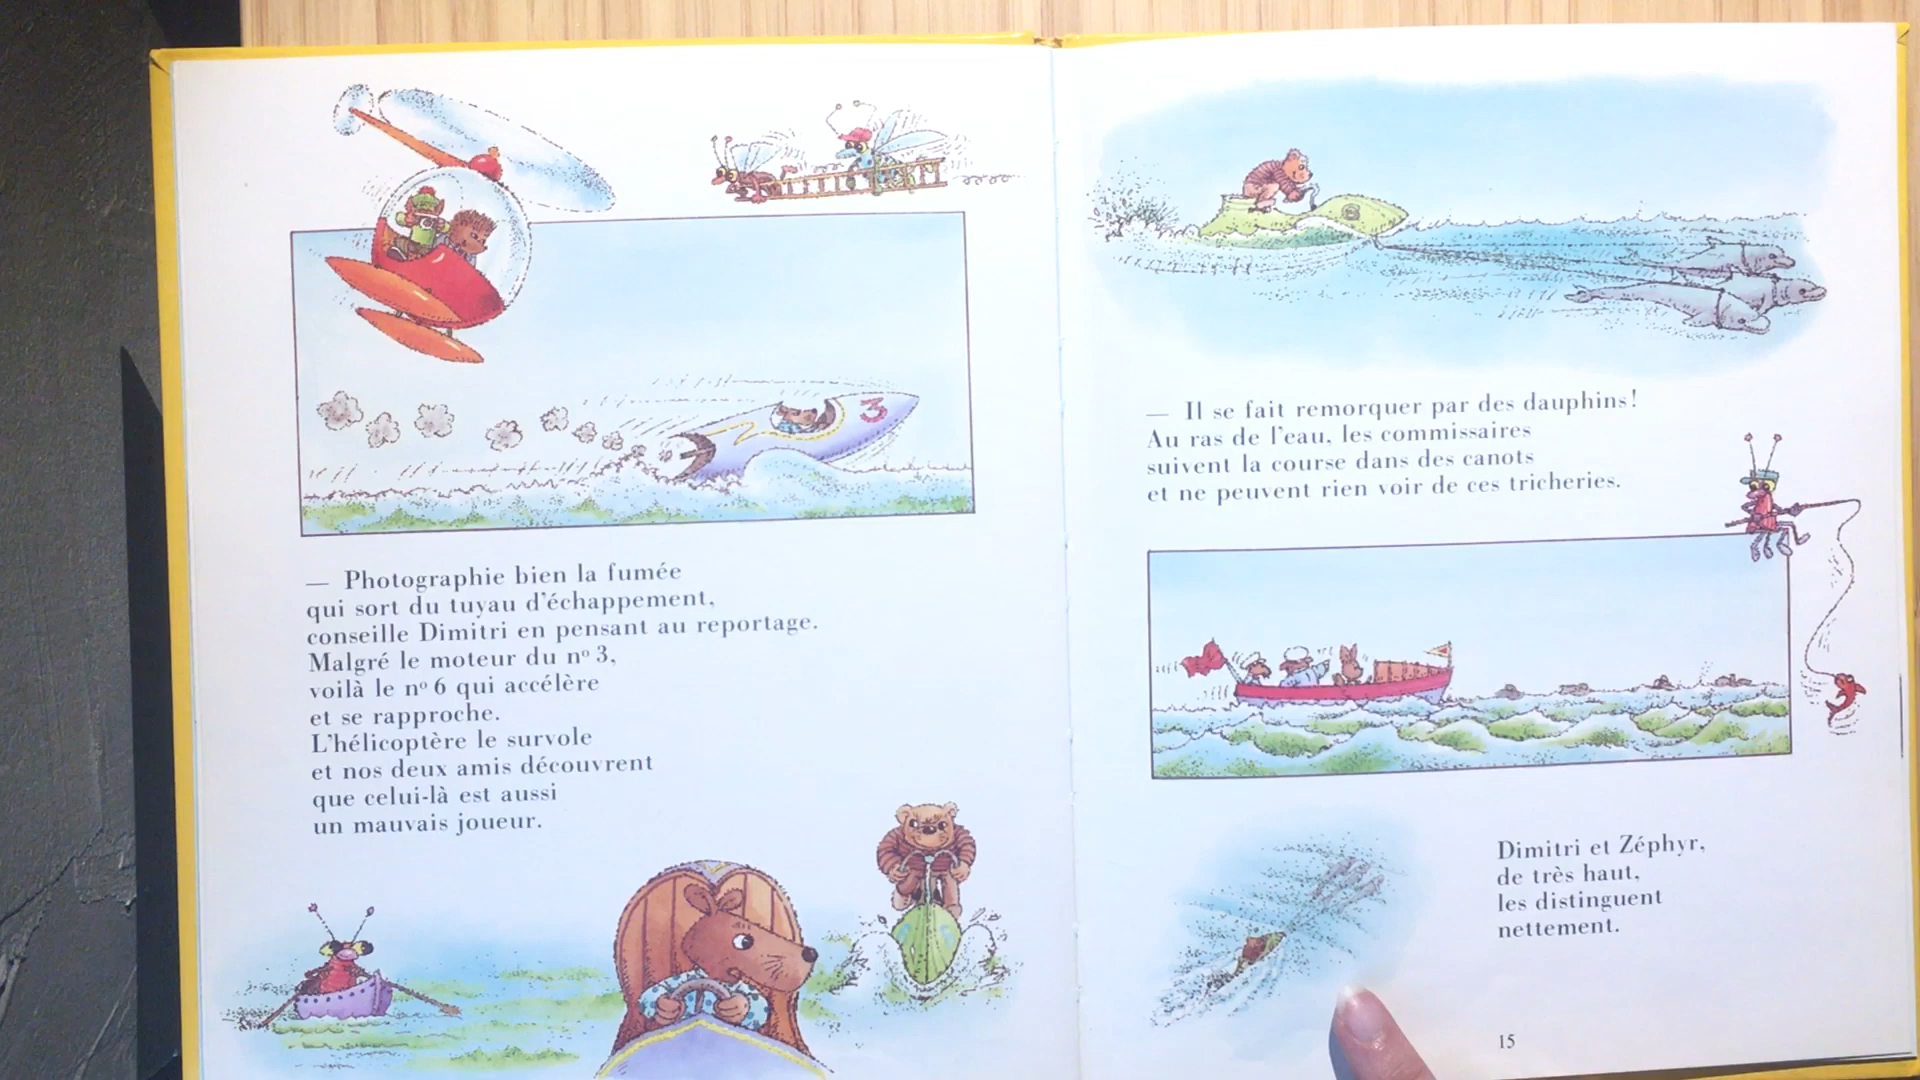 3
— Photographie bien la fumée
qui sort du tuyau d'échappement,
conseille Dimitri en pensant au reportage.
Malgré le moteur du nº 3,
voilà le nº 6 qui accélère
et se rapproche.
L'hélicoptère le survole
et nos deux amis découvrent
que celui-là est aussi
un mauvais joueur.
6
— Il se fait remorquer par des dauphins!
Au ras de l'eau, les commissaires
suivent la course dans des canots
et ne peuvent rien voir de ces tricheries.
Dimitri et Zéphyr,
de très haut,
les distinguent
nettement.
15